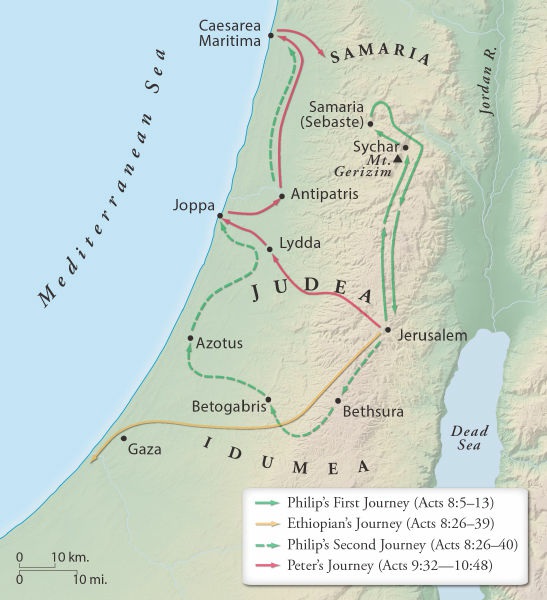 Caesarea
Maritima
SAMARIA
Mediterranean Sea
Jordan R.
Samaria
(Sebaste)
Sychar
Mt.
Gerizim
Antipatris
Joppa
Lydda
JUDEA
Jerusalem
Azotus
Betogabris
Bethsura
Gaza
IDUMEA
Dead
Sea
Philip's First Journey (Acts 8:5–13)
Ethiopian's Journey (Acts 8:26–39)
Philip's Second Journey (Acts 8:26–40)
Peter's Journey (Acts 9:32—10:48)
0 10 km.
0 10 mi.